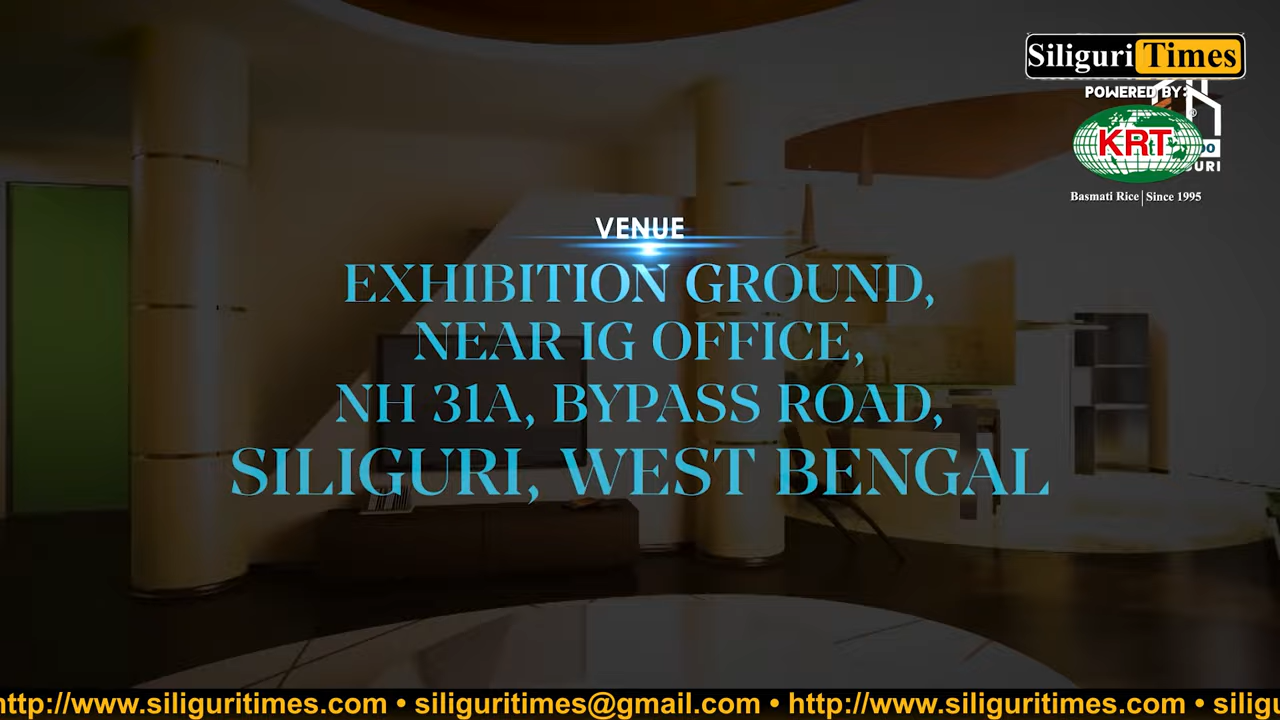 Siliguri Times
POWERED BY:
KRT
Basmati Rice | Since 1995
VENUE
EXHIBITION GROUND,
NEAR IG OFFICE,
NH 31A, BYPASS ROAD,
SILIGURI, WEST BENGAL
http://www.siliguritimes.com • siliguritimes@gmail.com • http://www.siliguritimes.com • silig